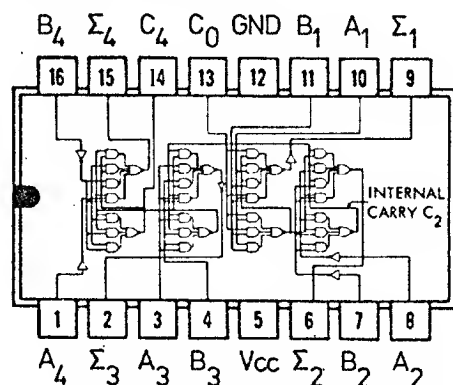 B4 Σ4 C4 C0 GND B1 A1 Σ1
16 15 14 13 12 11 10 9
INTERNAL
CARRY C2
1 2 3 4 5 6 7 8
A4 Σ3 A3 B3 Vcc Σ2 B2 A2